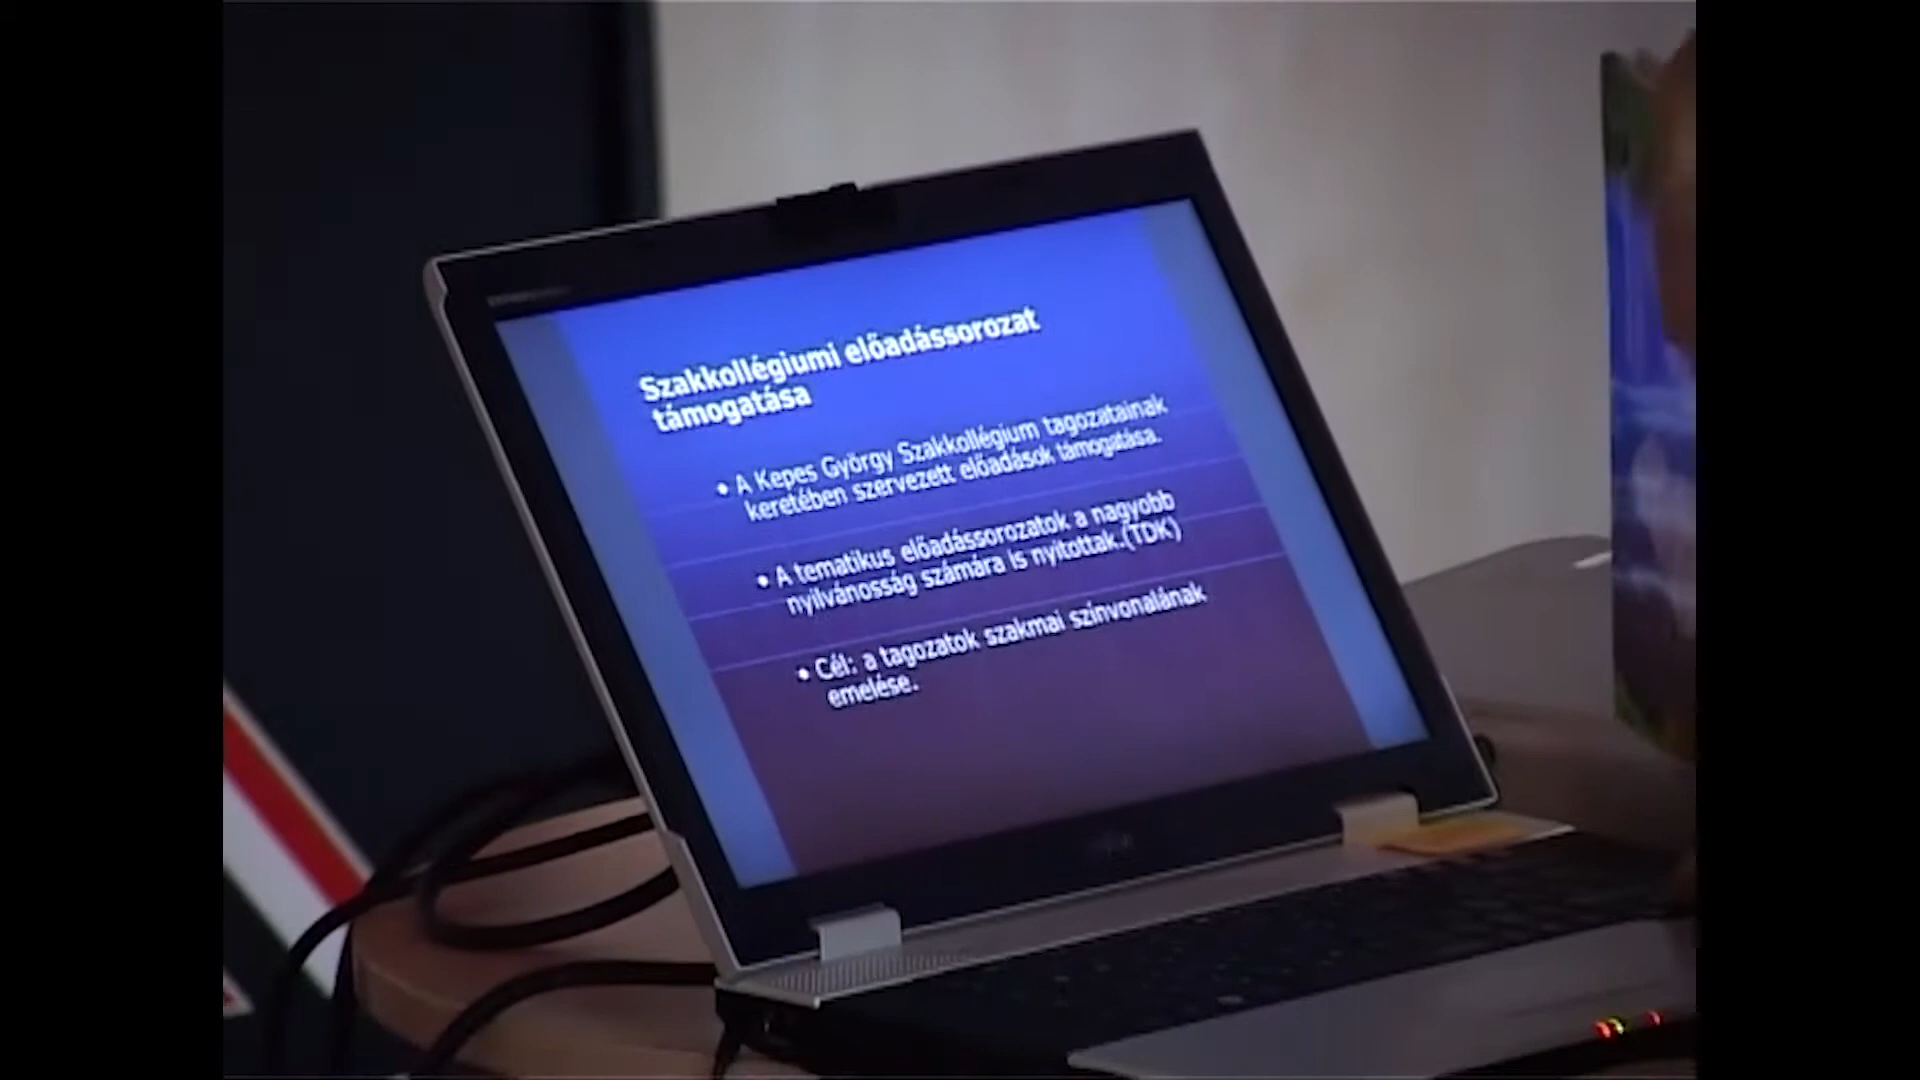 Szakkollégiumi előadássorozat
támogatása
• A Kepes György Szakkollégium tagozatainak
keretében szervezett előadások támogatása.
• A tematikus előadássorozatok a nagyobb
nyilvánosság számára is nyitottak.(TDK)
• Cél: a tagozatok szakmai színvonalának
emelése.